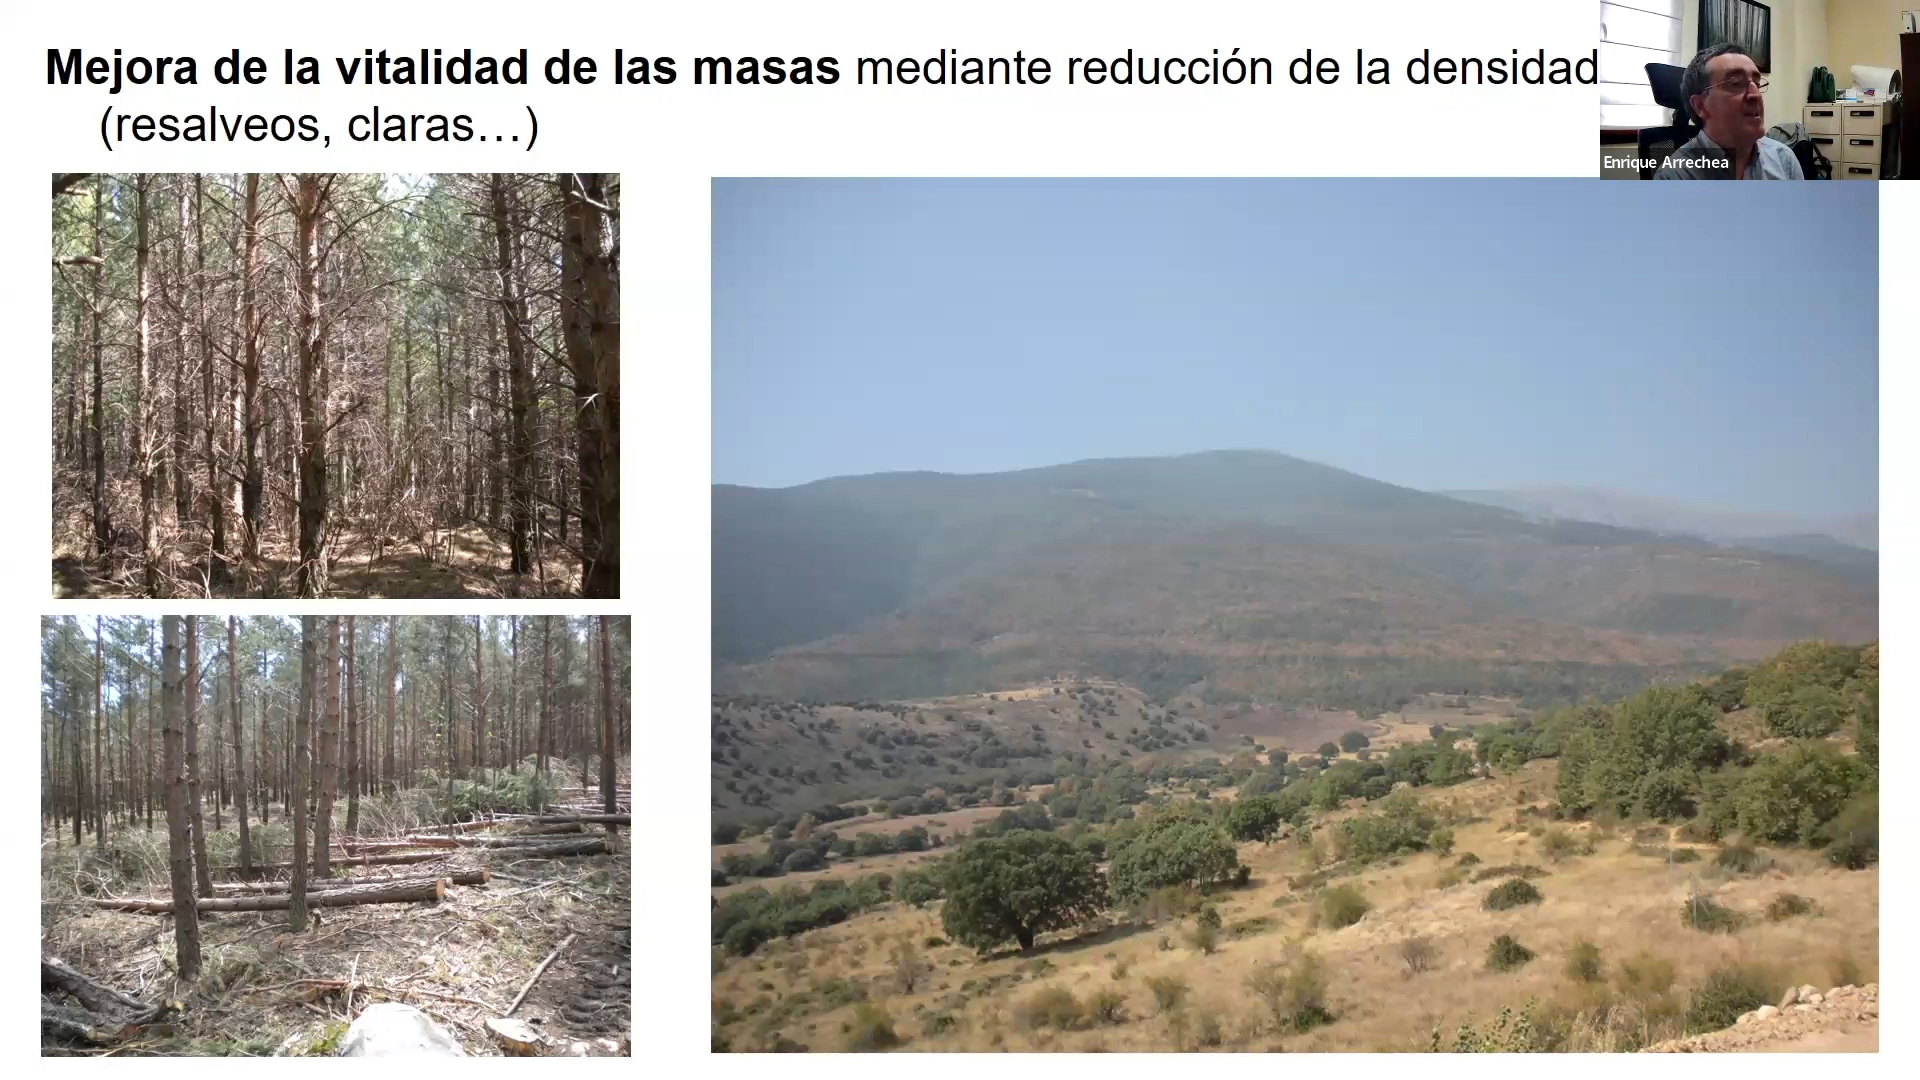 Mejora de la vitalidad de las masas mediante reducción de la densidad
(resalveos, claras…)
Enrique Arrechea